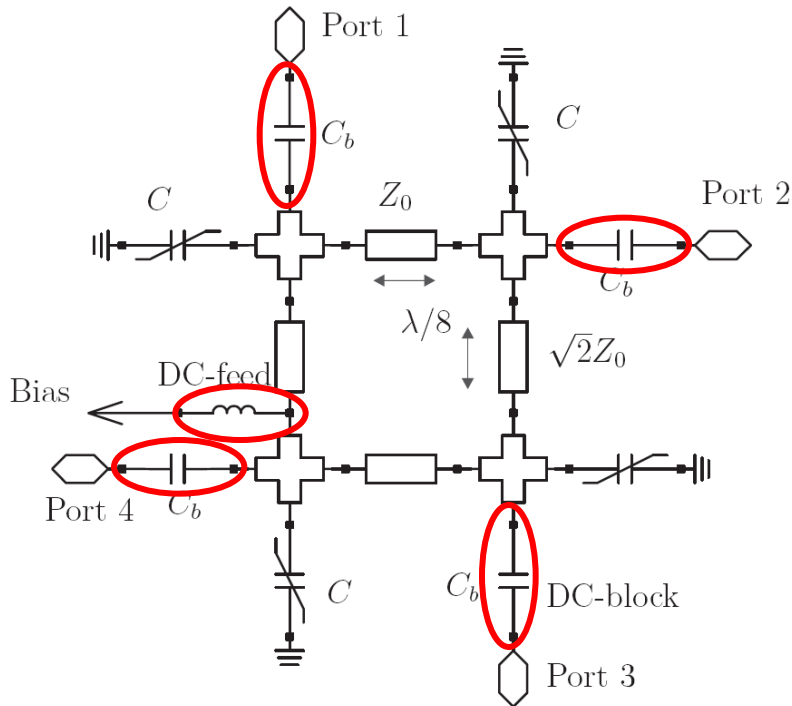 Port 1
C_b
C
C
Z_0
Port 2
C_b
λ/8
√2Z_0
DC-feed
Bias
Port 4
C_b
C
C_b
DC-block
Port 3